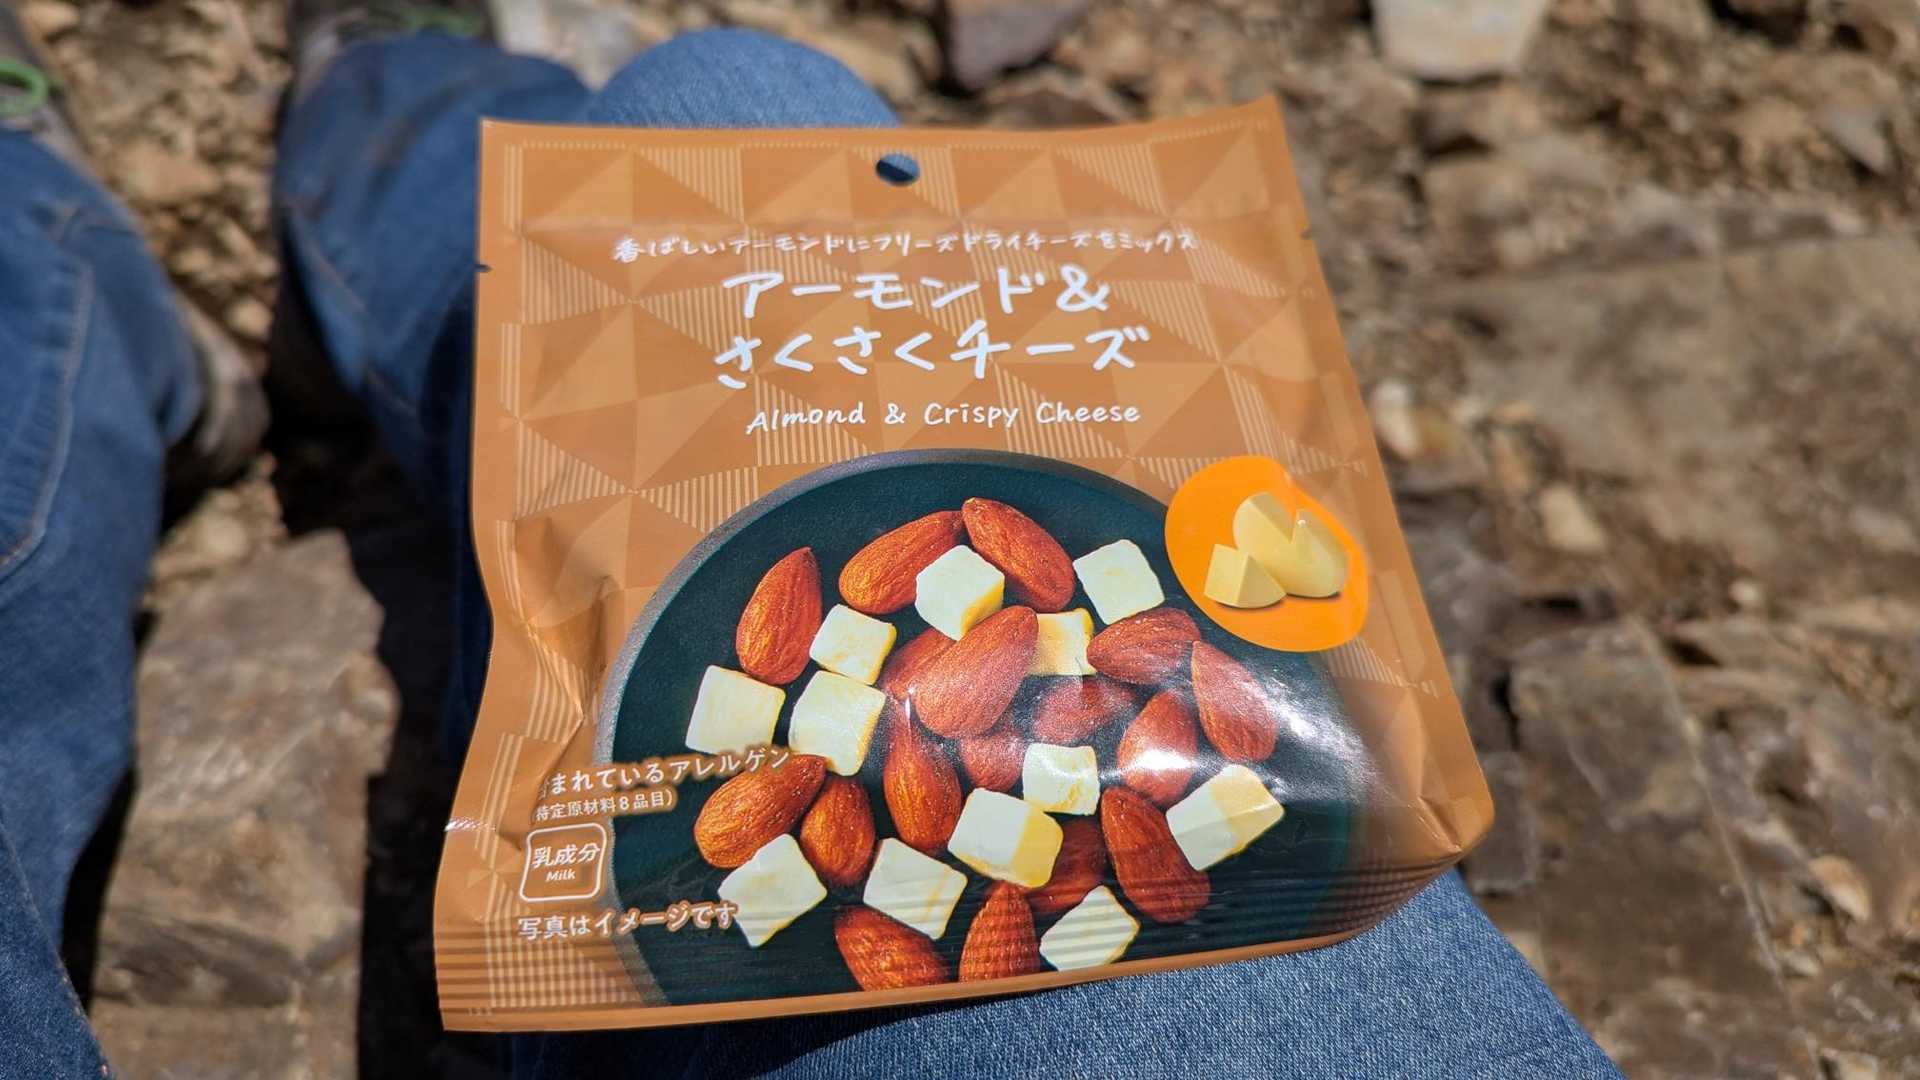 香ばしいアーモンドにフリーズドライチーズをミックス
アーモンド&
さくさくチーズ
Almond & Crispy Cheese
まれているアレルゲン
(特定原材料8品目)
乳成分
Milk
写真はイメージです